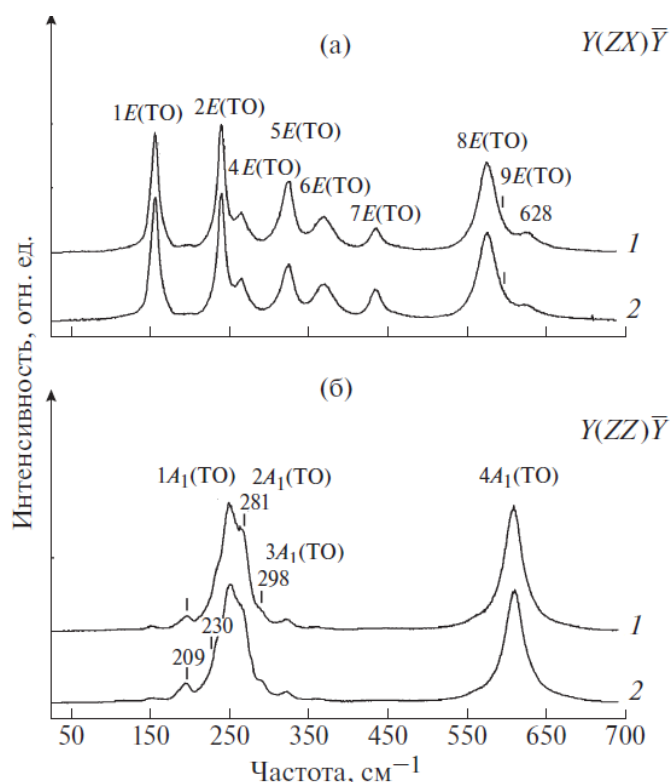 (а)
Y(ZX)Y̅
1E(TO)
2E(TO)
4E(TO)
5E(TO)
6E(TO)
7E(TO)
8E(TO)
9E(TO)
628
1
2
(б)
Y(ZZ)Y̅
1A₁(TO)
2A₁(TO)
281
3A₁(TO)
298
4A₁(TO)
230
209
1
2
50 150 250 350 450 550 650 700
Частота, см⁻¹
Интенсивность, отн. ед.